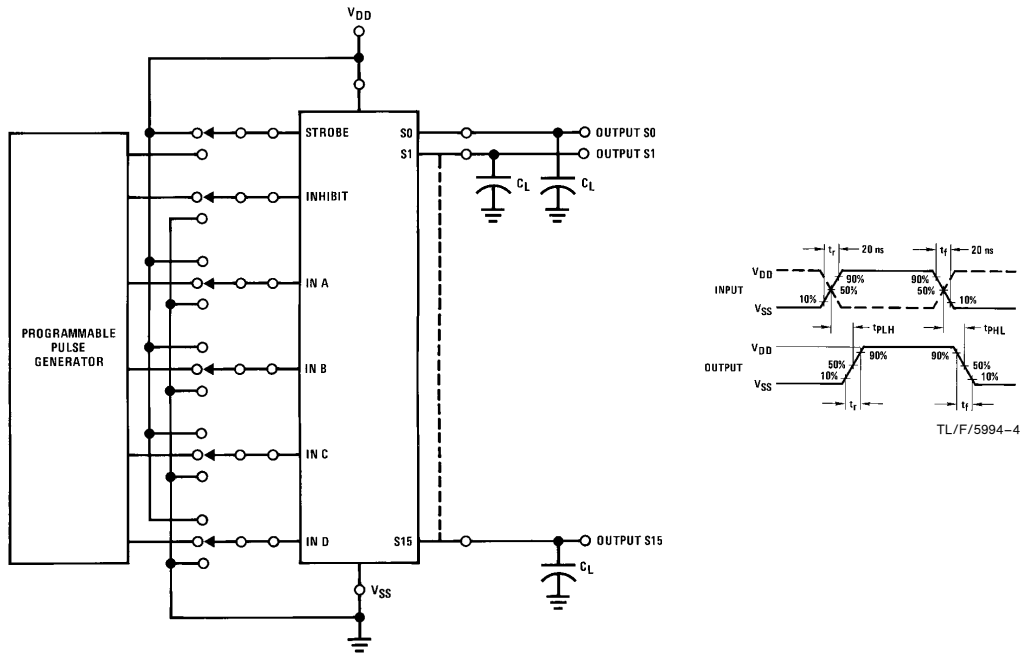 VDD
STROBE
S0
OUTPUT S0
S1
OUTPUT S1
CL
CL
INHIBIT
IN A
PROGRAMMABLE
PULSE
GENERATOR
IN B
IN C
IN D
S15
OUTPUT S15
CL
VSS
tr
20 ns
tf
20 ns
VDD
90%
90%
INPUT
50%
50%
10%
10%
VSS
tPLH
tPHL
VDD
90%
90%
OUTPUT
50%
50%
10%
10%
VSS
tr
tf
TL/F/5994–4